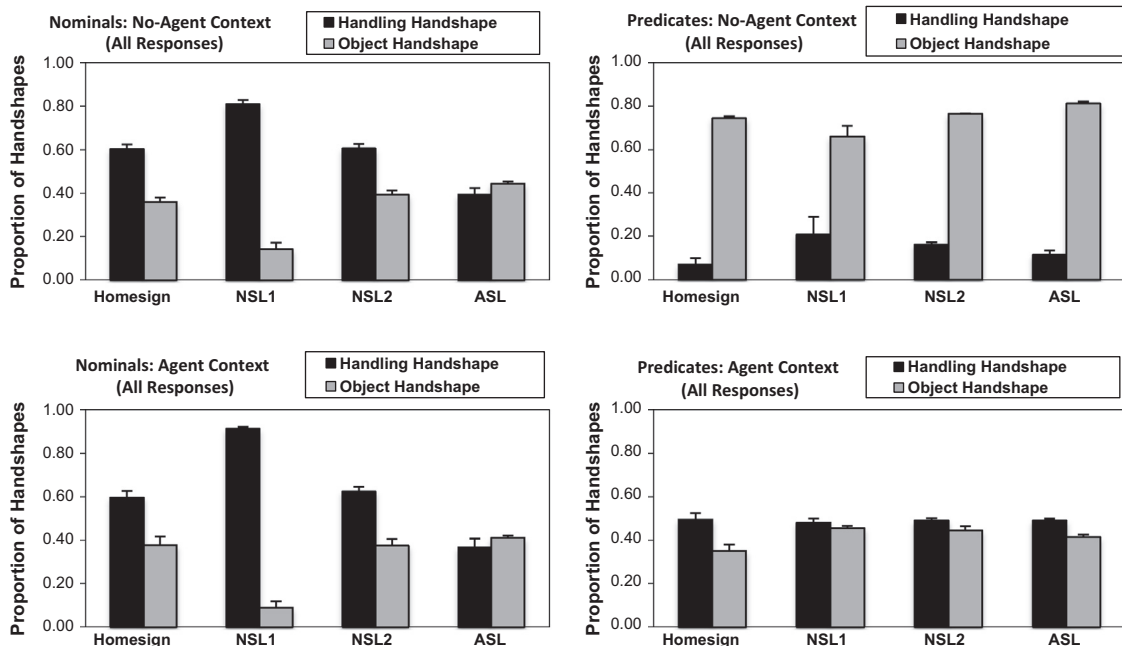 Nominals: No-Agent Context
(All Responses)
Handling Handshape
Object Handshape
Proportion of Handshapes
1.00
0.80
0.60
0.40
0.20
0.00
Homesign NSL1 NSL2 ASL
Predicates: No-Agent Context
(All Responses)
Handling Handshape
Object Handshape
Proportion of Handshapes
1.00
0.80
0.60
0.40
0.20
0.00
Homesign NSL1 NSL2 ASL
Nominals: Agent Context
(All Responses)
Handling Handshape
Object Handshape
Proportion of Handshapes
1.00
0.80
0.60
0.40
0.20
0.00
Homesign NSL1 NSL2 ASL
Predicates: Agent Context
(All Responses)
Handling Handshape
Object Handshape
Proportion of Handshapes
1.00
0.80
0.60
0.40
0.20
0.00
Homesign NSL1 NSL2 ASL